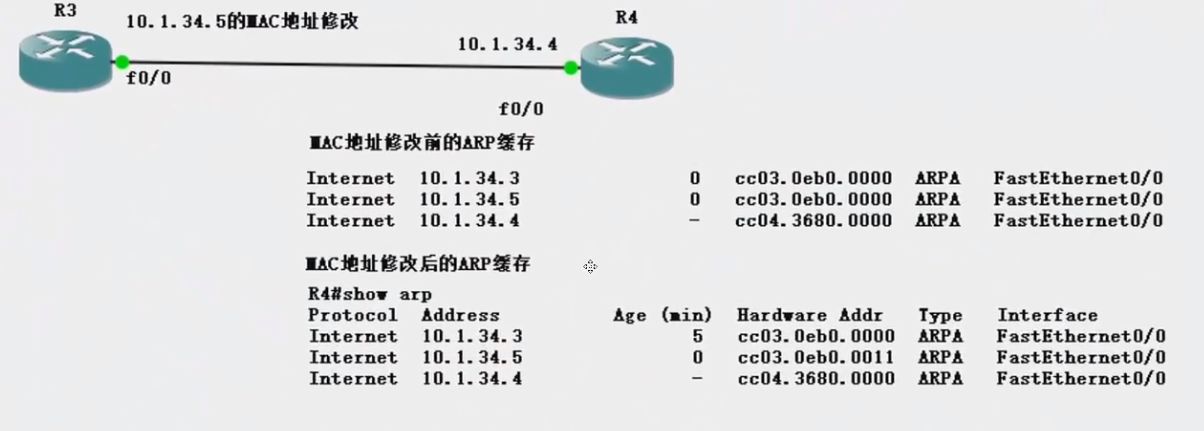 R3
R4
10.1.34.5的MAC地址修改
10.1.34.4
f0/0
f0/0
MAC地址修改前的ARP缓存
Internet 10.1.34.3 0 cc03.0eb0.0000 ARPA FastEthernet0/0
Internet 10.1.34.5 0 cc03.0eb0.0000 ARPA FastEthernet0/0
Internet 10.1.34.4 - cc04.3680.0000 ARPA FastEthernet0/0
MAC地址修改后的ARP缓存
R4#show arp
Protocol Address Age (min) Hardware Addr Type Interface
Internet 10.1.34.3 5 cc03.0eb0.0000 ARPA FastEthernet0/0
Internet 10.1.34.5 0 cc03.0eb0.0011 ARPA FastEthernet0/0
Internet 10.1.34.4 - cc04.3680.0000 ARPA FastEthernet0/0